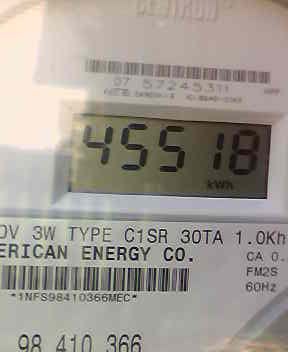 CENTRON
07 57245311
45518
kWh
0V 3W TYPE C1SR 30TA 1.0Kh
ERICAN ENERGY CO.
CA 0.
FM2S
60Hz
*1NFS98410366MEC*
98 410 366